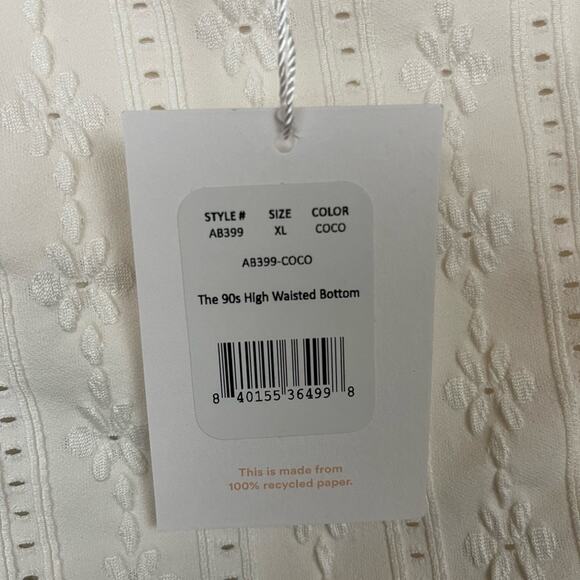 STYLE # SIZE COLOR
AB399 XL COCO
AB399-COCO
The 90s High Waisted Bottom
8 40155 36499 8
This is made from
100% recycled paper.